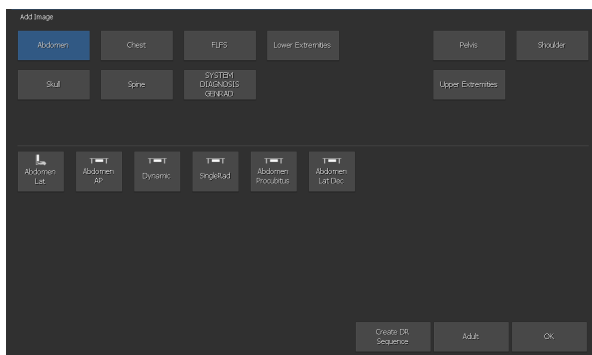 Add Image
Abdomen
Chest
FLFS
Lower Extremities
Pelvis
Shoulder
Skull
Spine
SYSTEM
DIAGNOSIS
GENRAD
Upper Extremities
Abdomen
Lat
Abdomen
AP
Dynamic
SingleRad
Abdomen
Procubitus
Abdomen
Lat Dec
Create DR
Sequence
Adult
OK